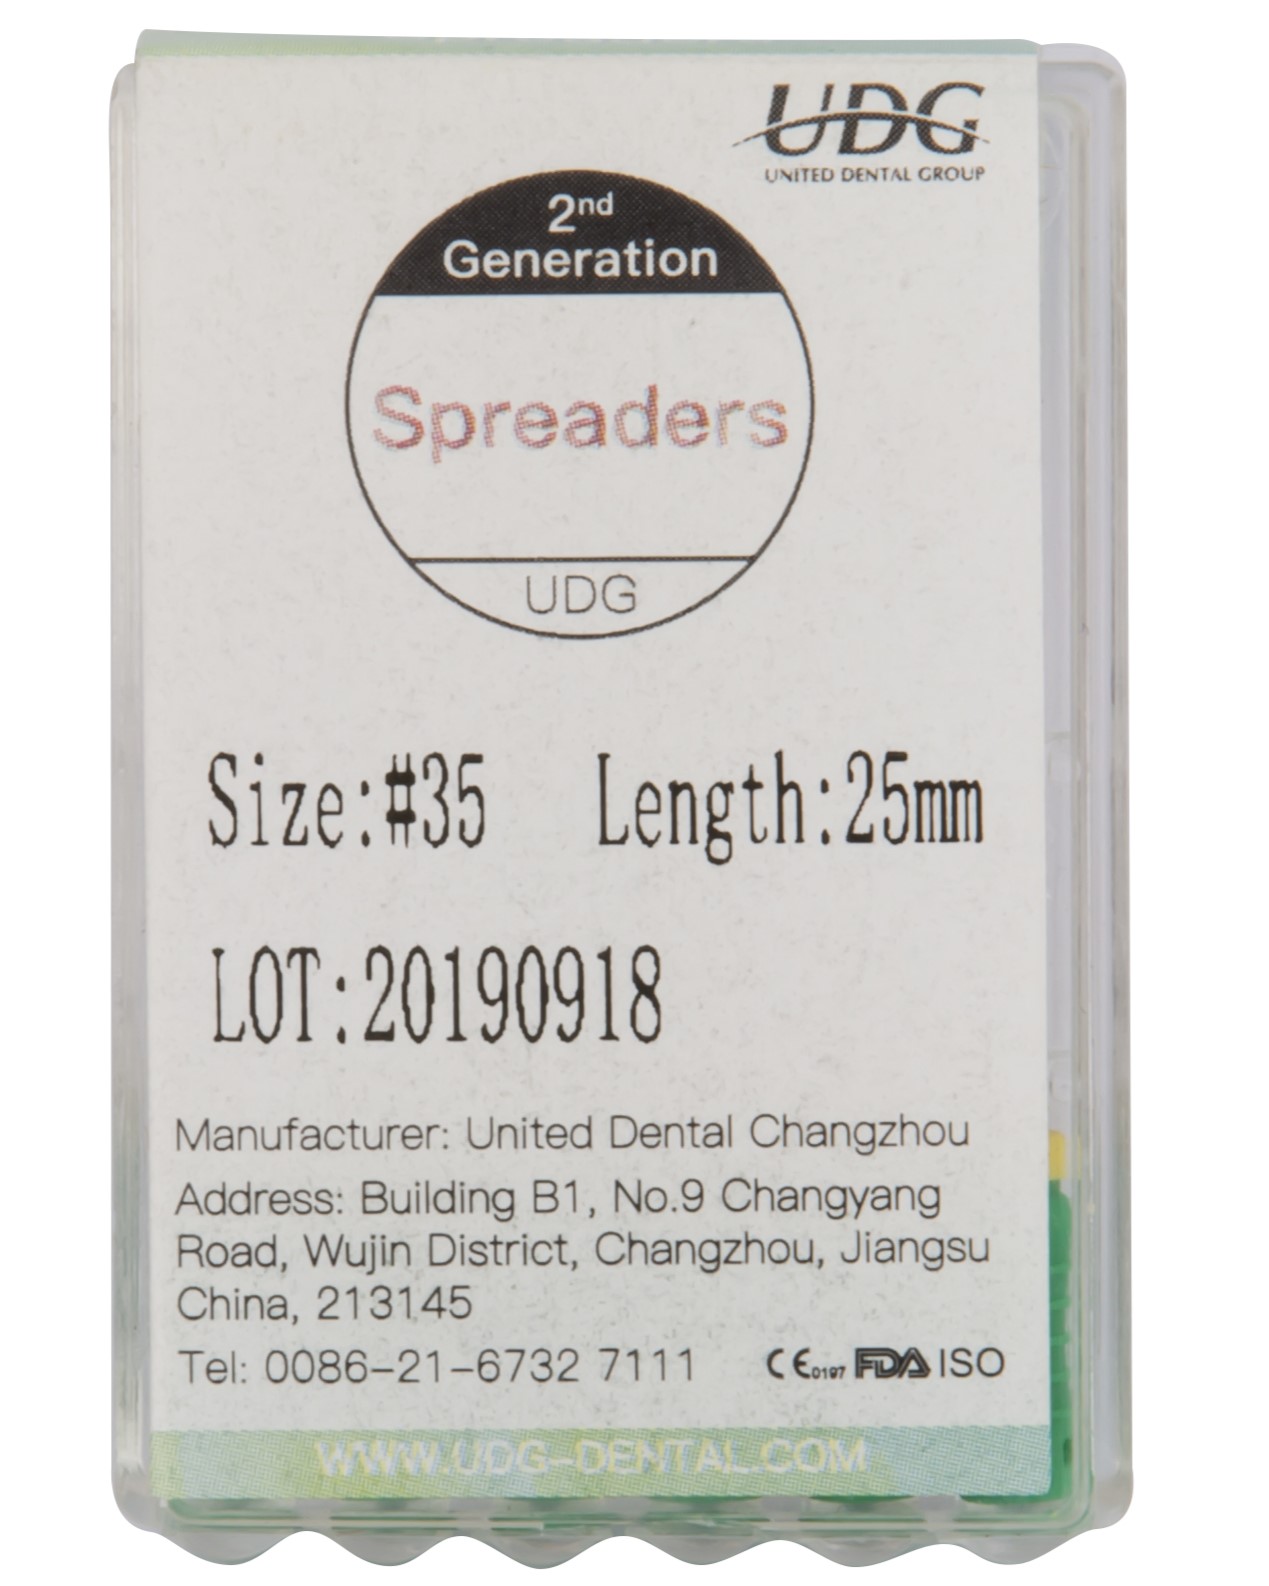 UDG
UNITED DENTAL GROUP
2nd
Generation
Spreaders
UDG
Size:#35 Length:25mm
LOT:20190918
Manufacturer: United Dental Changzhou
Address: Building B1, No.9 Changyang
Road, Wujin District, Changzhou, Jiangsu
China, 213145
Tel: 0086-21-6732 7111 CE0197 FDA ISO
WWW.UDG-DENTAL.COM